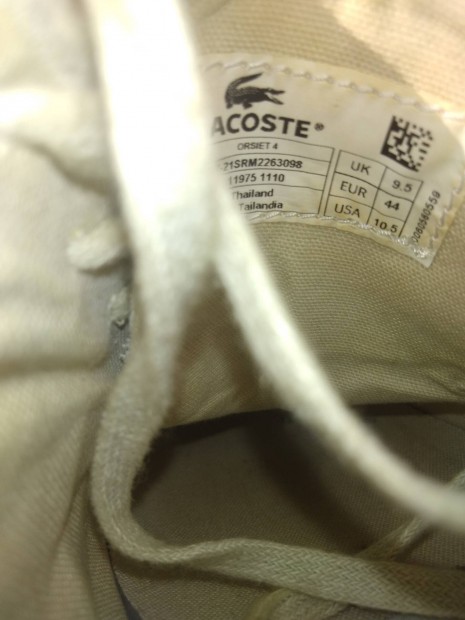 ACOSTE®
ORSIET 4
21SRM2263098
11975 1110
Thailand
Tailandia
UK 9.5
EUR 44
USA 10.5